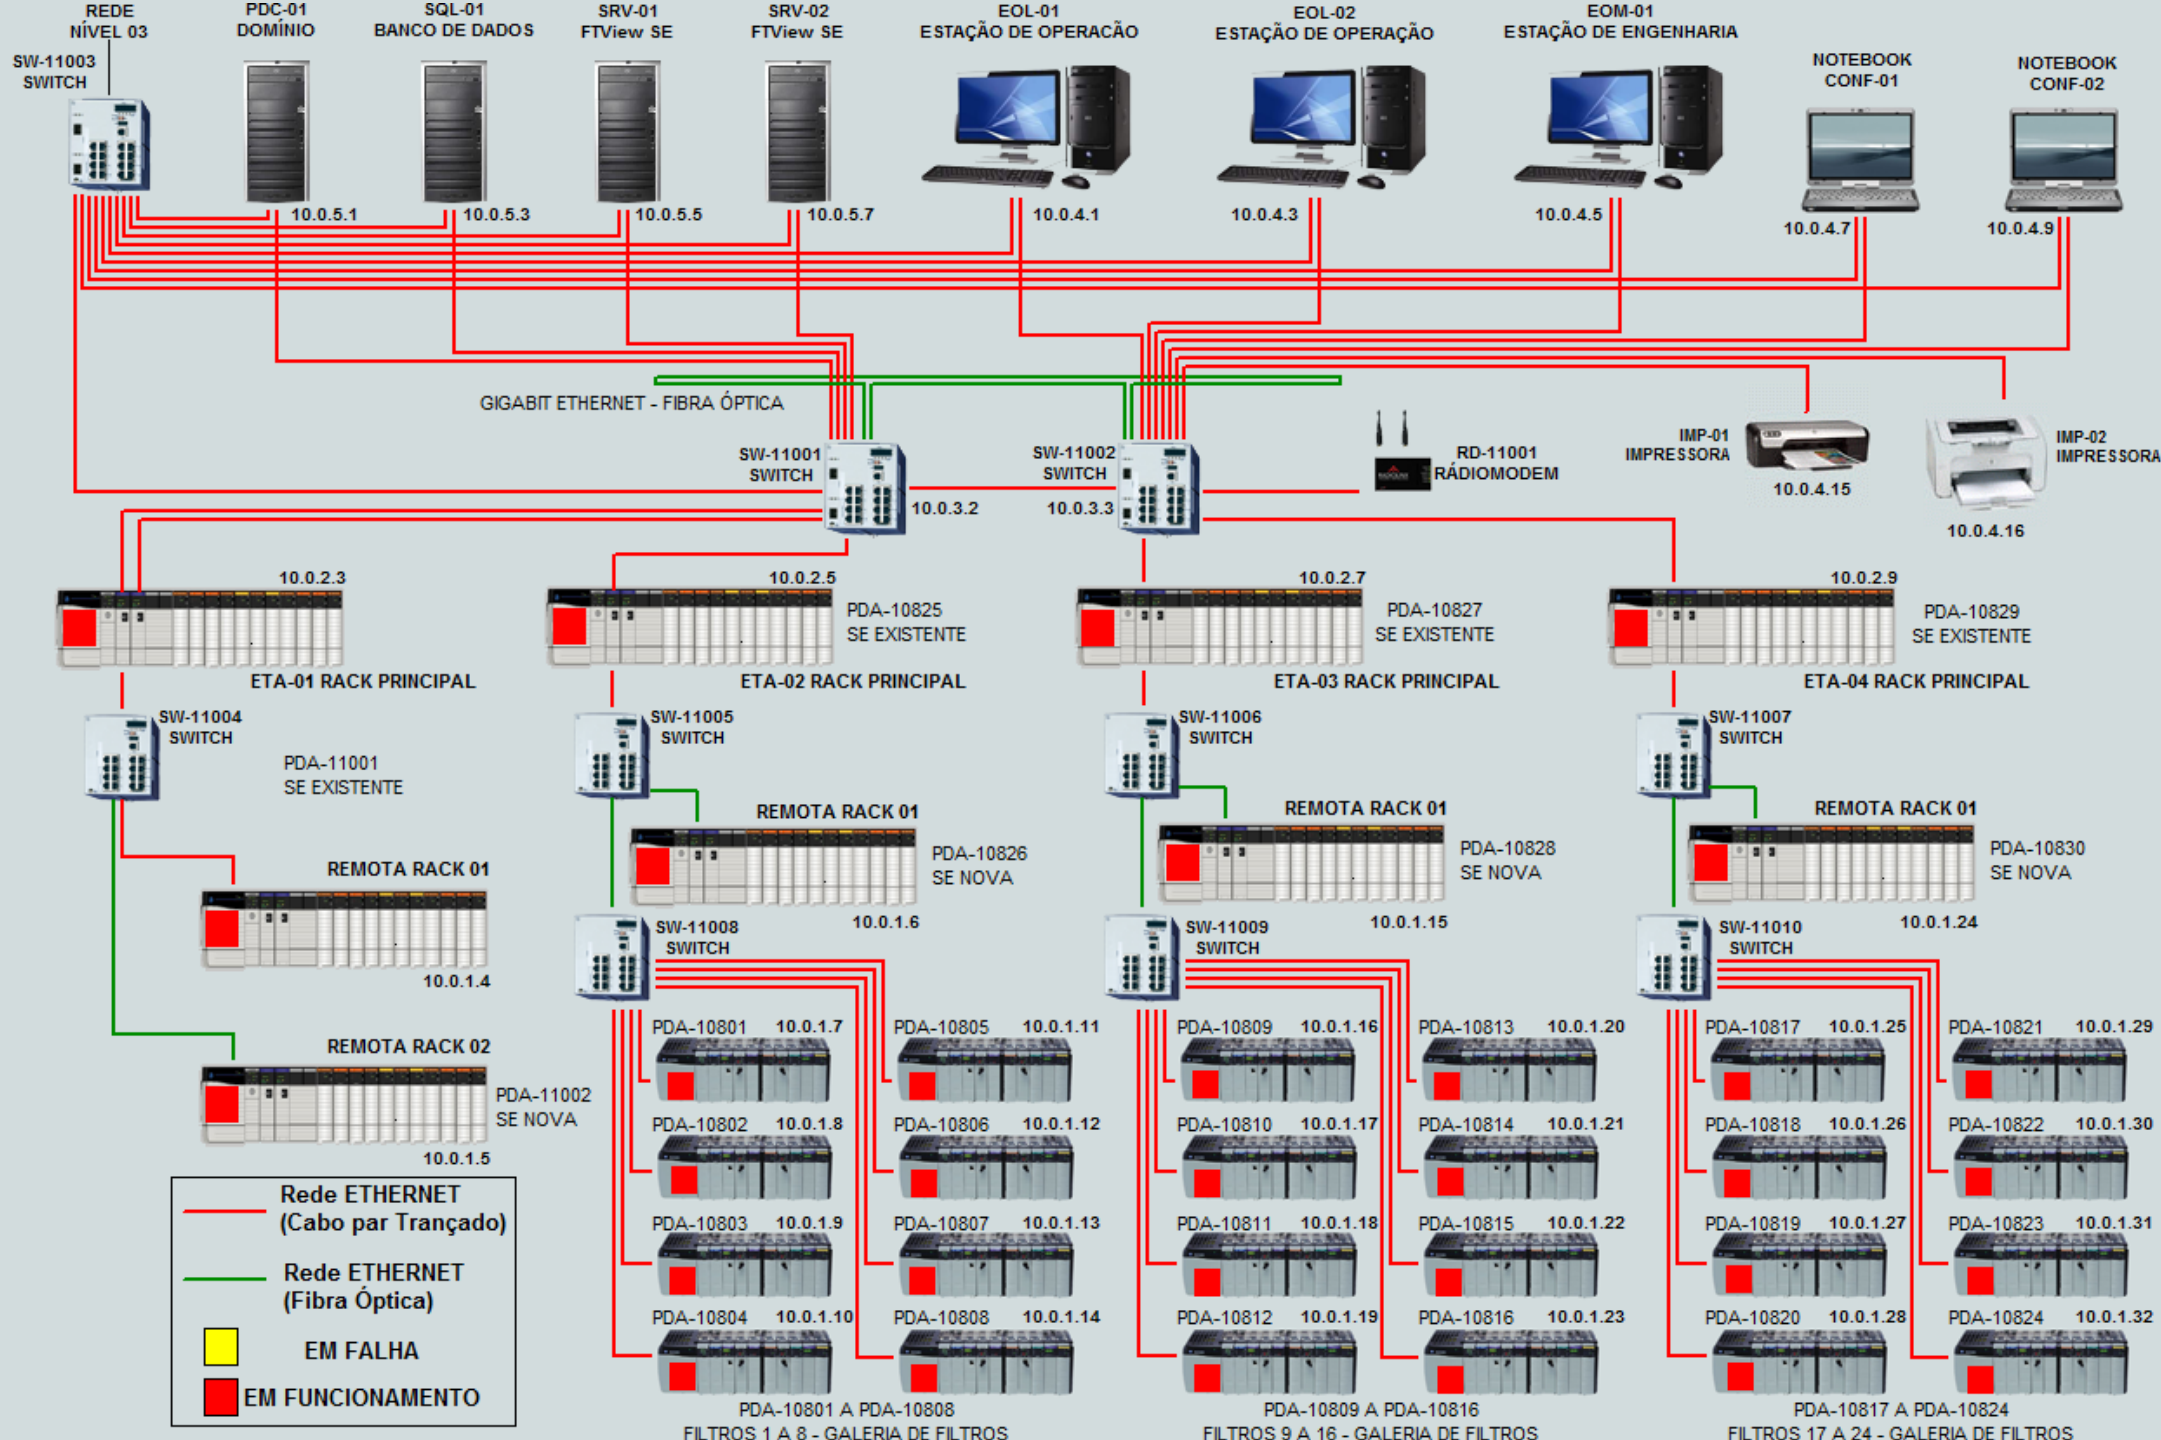 REDE
NÍVEL 03
PDC-01
DOMÍNIO
SQL-01
BANCO DE DADOS
SRV-01
FTView SE
SRV-02
FTView SE
EOL-01
ESTAÇÃO DE OPERACÃO
EOL-02
ESTAÇÃO DE OPERAÇÃO
EOM-01
ESTAÇÃO DE ENGENHARIA
NOTEBOOK
CONF-01
NOTEBOOK
CONF-02
SW-11003
SWITCH
10.0.5.1
10.0.5.3
10.0.5.5
10.0.5.7
10.0.4.1
10.0.4.3
10.0.4.5
10.0.4.7
10.0.4.9
GIGABIT ETHERNET - FIBRA ÓPTICA
SW-11001
SWITCH
10.0.3.2
SW-11002
SWITCH
10.0.3.3
RD-11001
RÁDIOMODEM
IMP-01
IMPRESSORA
10.0.4.15
IMP-02
IMPRESSORA
10.0.4.16
10.0.2.3
ETA-01 RACK PRINCIPAL
10.0.2.5
PDA-10825
SE EXISTENTE
ETA-02 RACK PRINCIPAL
10.0.2.7
PDA-10827
SE EXISTENTE
ETA-03 RACK PRINCIPAL
10.0.2.9
PDA-10829
SE EXISTENTE
ETA-04 RACK PRINCIPAL
SW-11004
SWITCH
PDA-11001
SE EXISTENTE
SW-11005
SWITCH
SW-11006
SWITCH
SW-11007
SWITCH
REMOTA RACK 01
10.0.1.4
REMOTA RACK 02
PDA-11002
SE NOVA
10.0.1.5
REMOTA RACK 01
PDA-10826
SE NOVA
10.0.1.6
REMOTA RACK 01
PDA-10828
SE NOVA
10.0.1.15
REMOTA RACK 01
PDA-10830
SE NOVA
10.0.1.24
SW-11008
SWITCH
SW-11009
SWITCH
SW-11010
SWITCH
PDA-10801 10.0.1.7
PDA-10805 10.0.1.11
PDA-10809 10.0.1.16
PDA-10813 10.0.1.20
PDA-10817 10.0.1.25
PDA-10821 10.0.1.29
PDA-10802 10.0.1.8
PDA-10806 10.0.1.12
PDA-10810 10.0.1.17
PDA-10814 10.0.1.21
PDA-10818 10.0.1.26
PDA-10822 10.0.1.30
PDA-10803 10.0.1.9
PDA-10807 10.0.1.13
PDA-10811 10.0.1.18
PDA-10815 10.0.1.22
PDA-10819 10.0.1.27
PDA-10823 10.0.1.31
PDA-10804 10.0.1.10
PDA-10808 10.0.1.14
PDA-10812 10.0.1.19
PDA-10816 10.0.1.23
PDA-10820 10.0.1.28
PDA-10824 10.0.1.32
PDA-10801 A PDA-10808
FILTROS 1 A 8 - GALERIA DE FILTROS
PDA-10809 A PDA-10816
FILTROS 9 A 16 - GALERIA DE FILTROS
PDA-10817 A PDA-10824
FILTROS 17 A 24 - GALERIA DE FILTROS
Rede ETHERNET
(Cabo par Trançado)
Rede ETHERNET
(Fibra Óptica)
EM FALHA
EM FUNCIONAMENTO